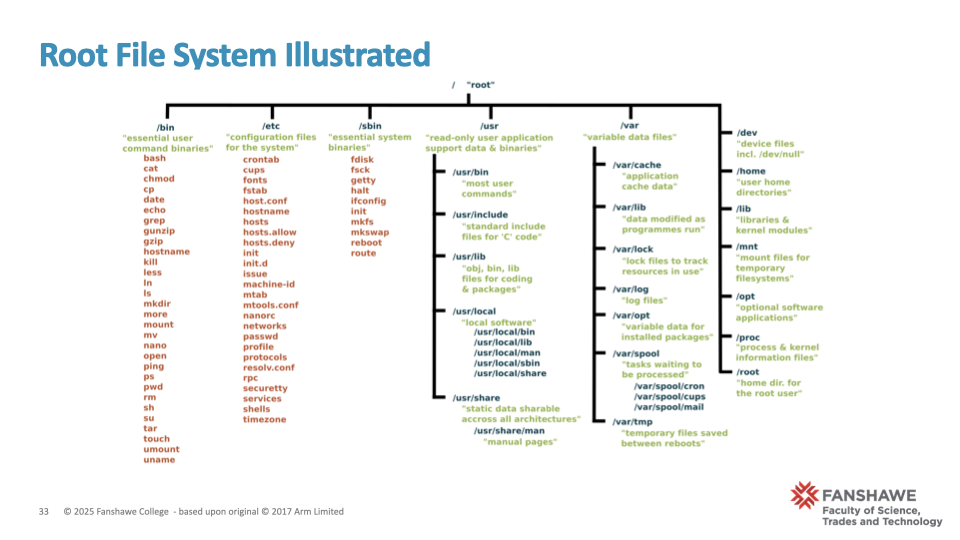 Root File System Illustrated
/ "root"
/bin
"essential user
command binaries"
bash
cat
chmod
cp
date
echo
grep
gunzip
gzip
hostname
kill
less
ln
ls
mkdir
more
mount
mv
nano
open
ping
ps
pwd
rm
sh
su
tar
touch
umount
uname
/etc
"configuration files
for the system"
crontab
cups
fonts
fstab
host.conf
hostname
hosts
hosts.allow
hosts.deny
init
init.d
issue
machine-id
mtab
mtools.conf
nanorc
networks
passwd
profile
protocols
resolv.conf
rpc
securetty
services
shells
timezone
/sbin
"essential system
binaries"
fdisk
fsck
getty
halt
ifconfig
init
mkfs
mkswap
reboot
route
/usr
"read-only user application
support data & binaries"
/usr/bin
"most user
commands"
/usr/include
"standard include
files for 'C' code"
/usr/lib
"obj, bin, lib
files for coding
& packages"
/usr/local
"local software"
/usr/local/bin
/usr/local/lib
/usr/local/man
/usr/local/sbin
/usr/local/share
/usr/share
"static data sharable
accross all architectures"
/usr/share/man
"manual pages"
/var
"variable data files"
/var/cache
"application
cache data"
/var/lib
"data modified as
programmes run"
/var/lock
"lock files to track
resources in use"
/var/log
"log files"
/var/opt
"variable data for
installed packages"
/var/spool
"tasks waiting to
be processed"
/var/spool/cron
/var/spool/cups
/var/spool/mail
/var/tmp
"temporary files saved
between reboots"
/dev
"device files
incl. /dev/null"
/home
"user home
directories"
/lib
"libraries &
kernel modules"
/mnt
"mount files for
temporary
filesystems"
/opt
"optional software
applications"
/proc
"process & kernel
information files"
/root
"home dir. for
the root user"
33 © 2025 Fanshawe College - based upon original © 2017 Arm Limited
FANSHAWE
Faculty of Science,
Trades and Technology